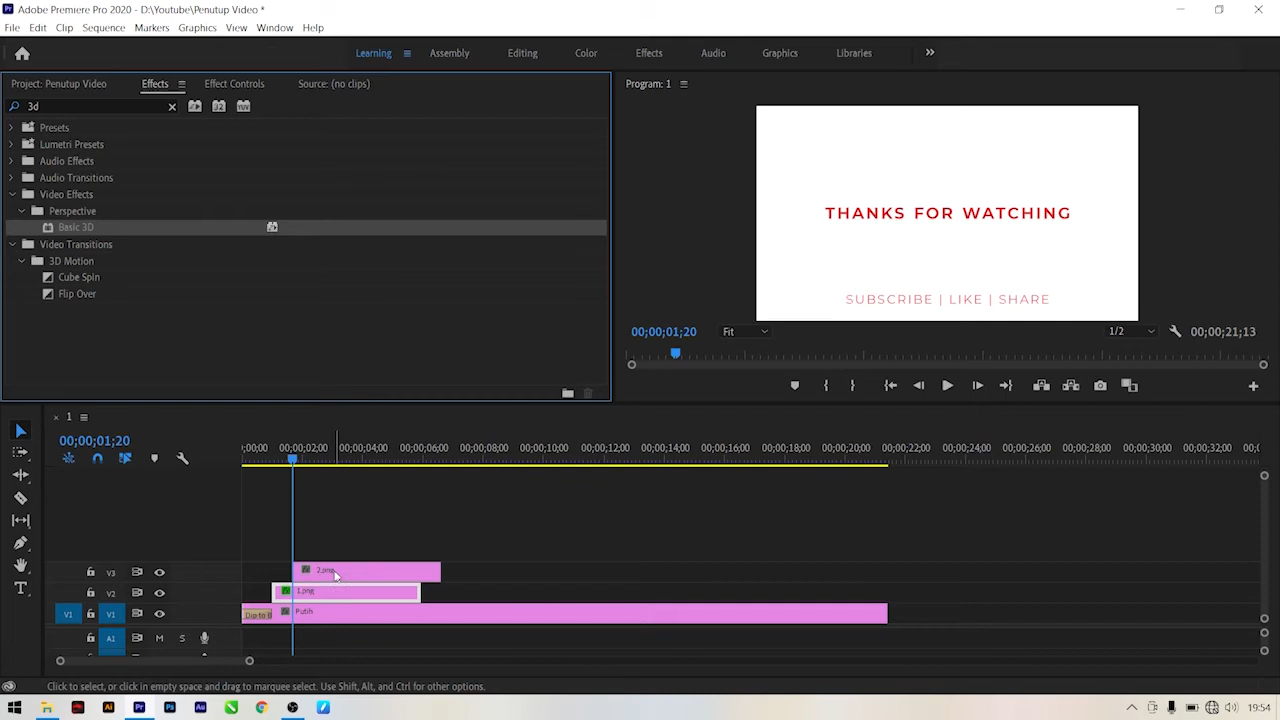 Adobe Premiere Pro 2020 - D:\Youtube\Penutup Video *
File Edit Clip Sequence Markers Graphics View Window Help
Learning Assembly Editing Color Effects Audio Graphics Libraries
Project: Penutup Video Effects Effect Controls Source: (no clips)
3d
Presets
Lumetri Presets
Audio Effects
Audio Transitions
Video Effects
Perspective
Basic 3D
Video Transitions
3D Motion
Cube Spin
Flip Over
Program: 1
THANKS FOR WATCHING
SUBSCRIBE | LIKE | SHARE
00;00;01;20 Fit 1/2 00;00;21;13
1
00;00;01;20
;00;00 00;00;02;00 00;00;04;00 00;00;06;00 00;00;08;00 00;00;10;00 00;00;12;00 00;00;14;00 00;00;16;00 00;00;18;00 00;00;20;00 00;00;22;00 00;00;24;00 00;00;26;00 00;00;28;00 00;00;30;00 00;00;32;00 00;0
V3 2.png
V2 1.png
V1 V1 Dip to B Putih
A1 M S
Click to select, or click in empty space and drag to marquee select. Use Shift, Alt, and Ctrl for other options.
19:54